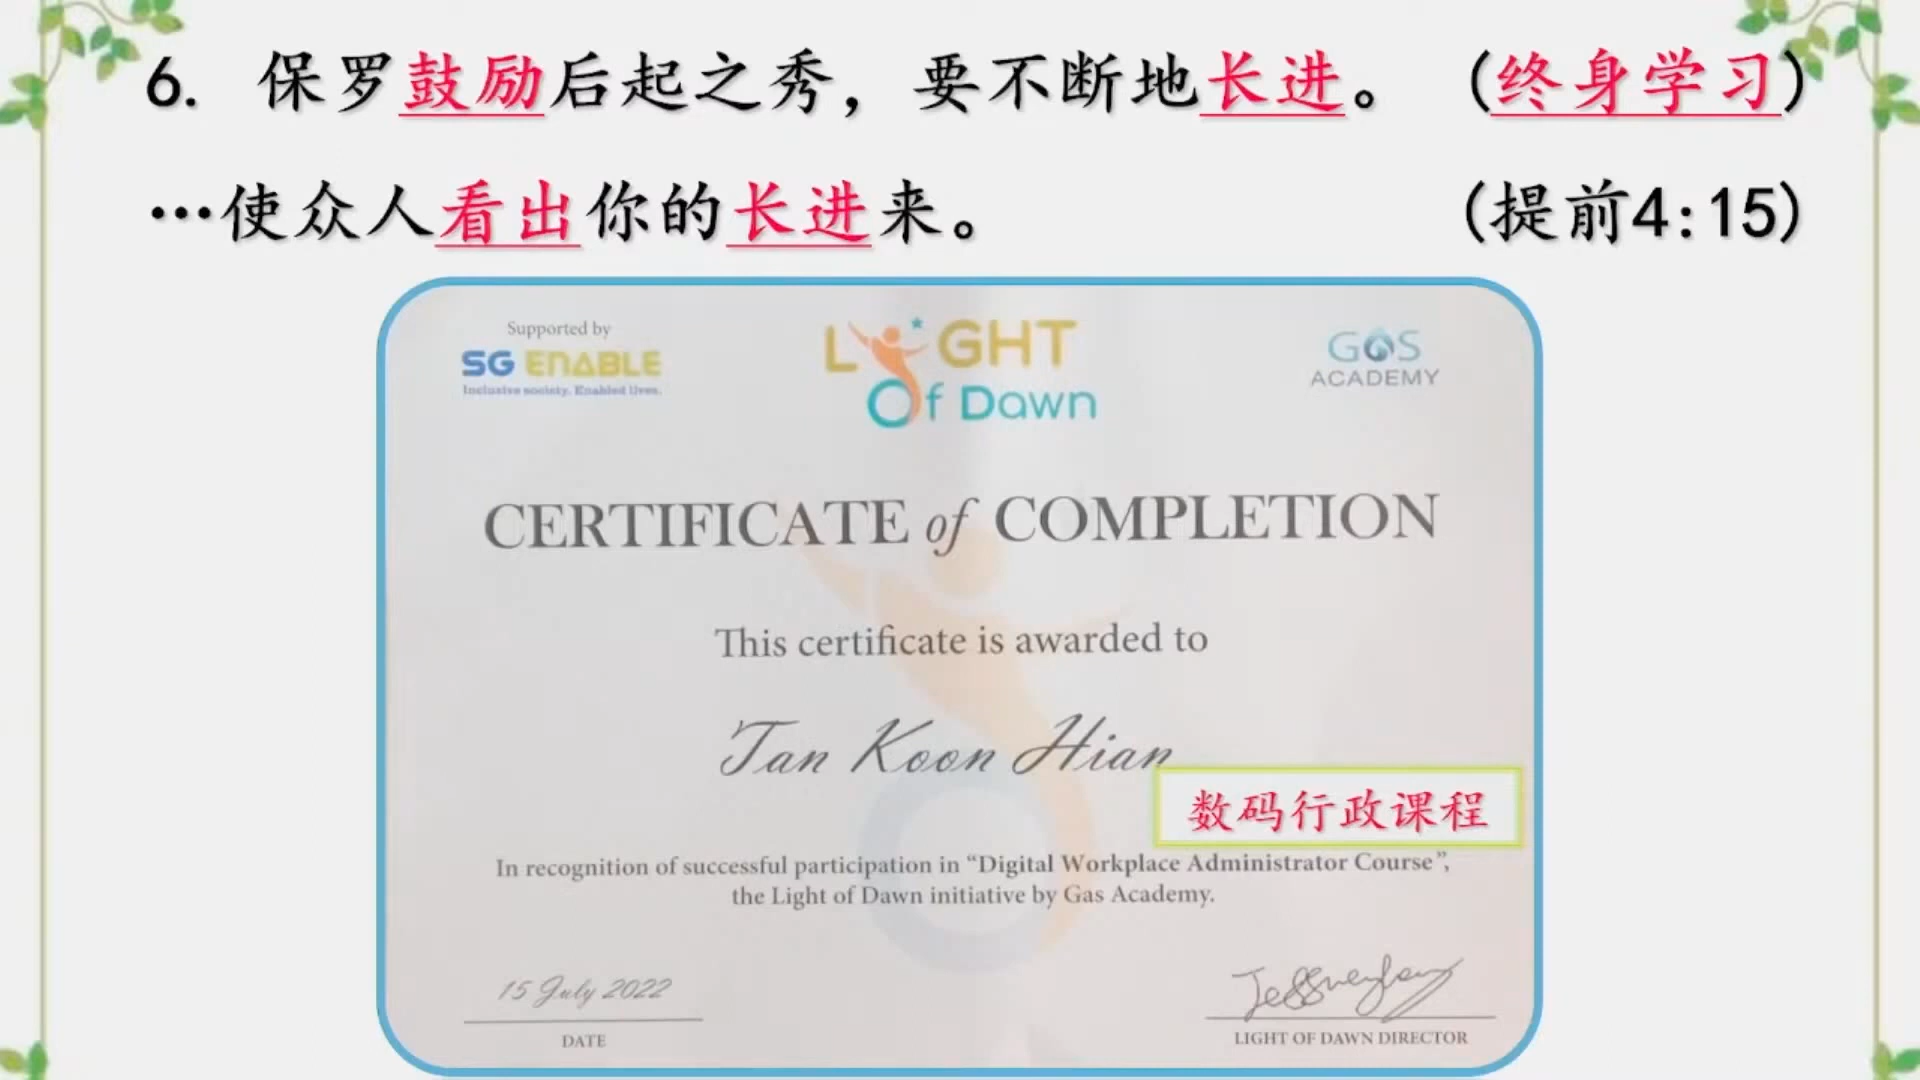 6. 保罗鼓励后起之秀，要不断地长进。 (终身学习)
…使众人看出你的长进来。 (提前4:15)
Supported by
SG ENABLE
Inclusive society. Enabled lives.
LIGHT
Of Dawn
GAS
ACADEMY
CERTIFICATE of COMPLETION
This certificate is awarded to
Tan Koon Hian
数码行政课程
In recognition of successful participation in “Digital Workplace Administrator Course”,
the Light of Dawn initiative by Gas Academy.
15 July 2022
DATE
LIGHT OF DAWN DIRECTOR